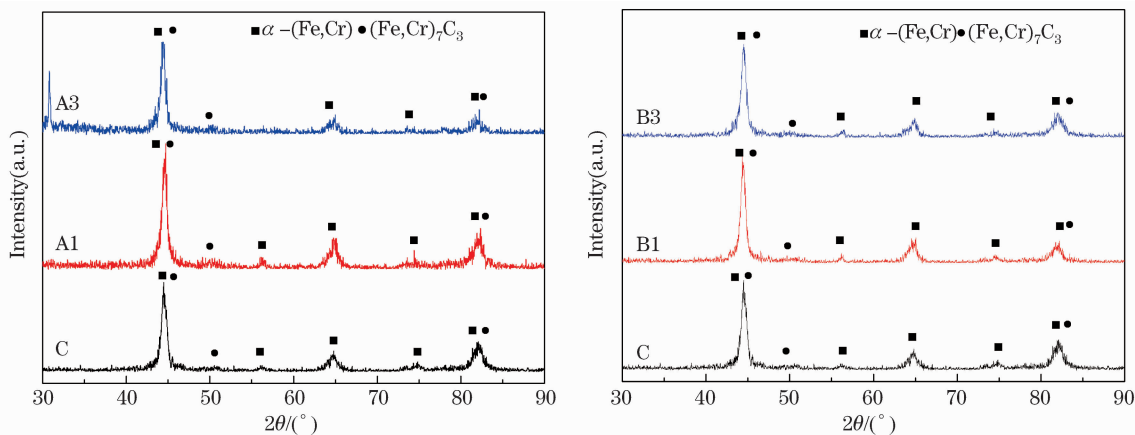 ■α-(Fe,Cr)●(Fe,Cr)₇C₃
A3
A1
C
Intensity(a.u.)
30 40 50 60 70 80 90
2θ/(°)
■α-(Fe,Cr)●(Fe,Cr)₇C₃
B3
B1
C
Intensity(a.u.)
30 40 50 60 70 80 90
2θ/(°)